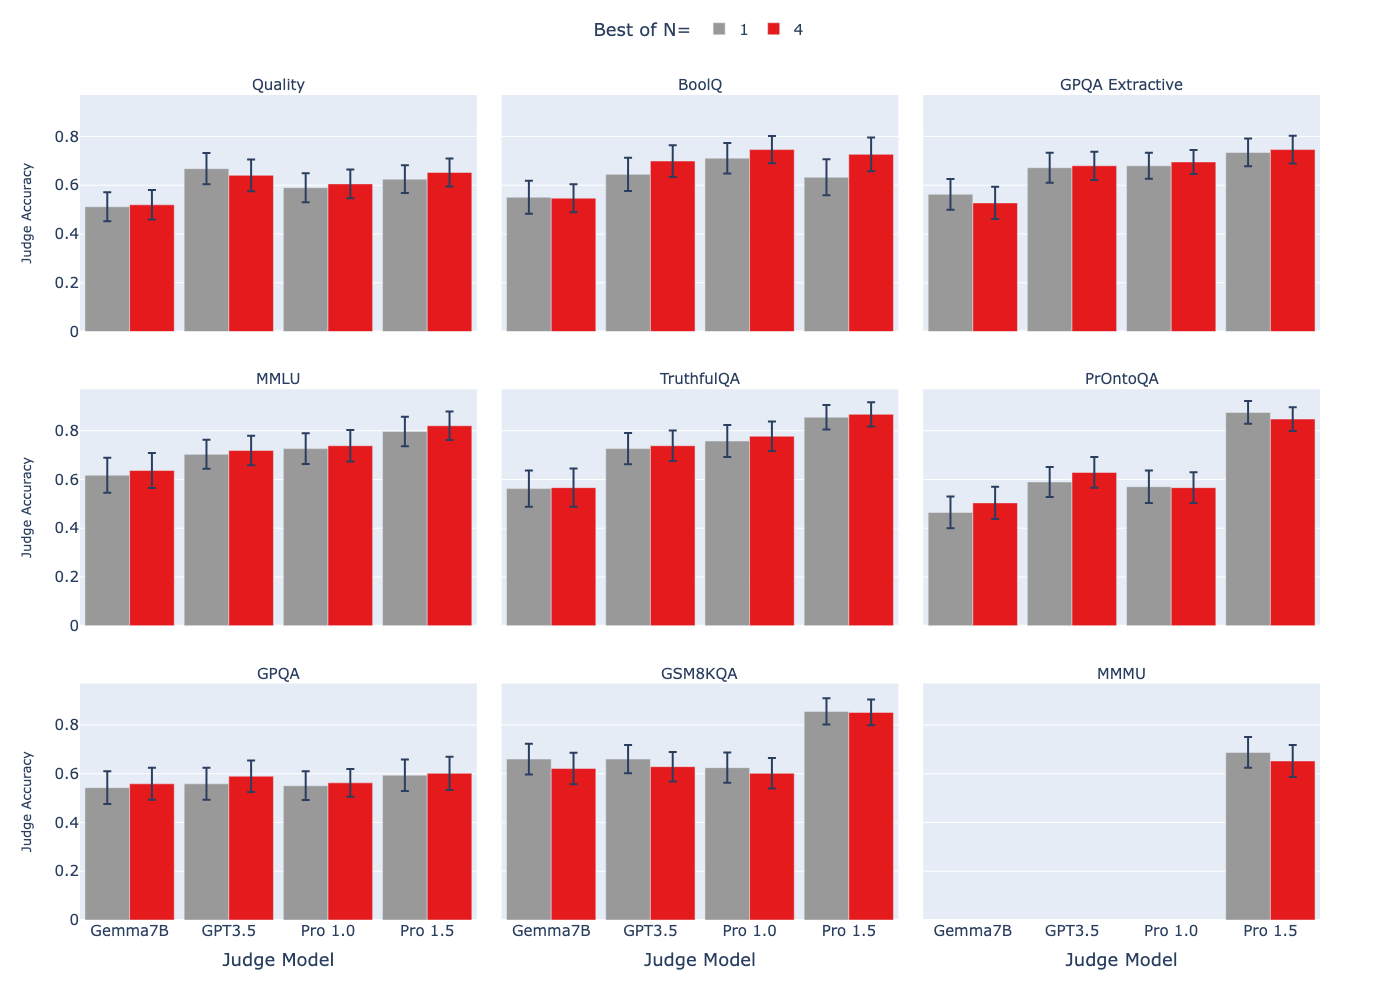 Best of N= 1 4
Quality BoolQ GPQA Extractive
Judge Accuracy
0.8
0.6
0.4
0.2
0
MMLU TruthfulQA PrOntoQA
Judge Accuracy
0.8
0.6
0.4
0.2
0
GPQA GSM8KQA MMMU
Judge Accuracy
0.8
0.6
0.4
0.2
0
Gemma7B GPT3.5 Pro 1.0 Pro 1.5 Gemma7B GPT3.5 Pro 1.0 Pro 1.5 Gemma7B GPT3.5 Pro 1.0 Pro 1.5
Judge Model Judge Model Judge Model